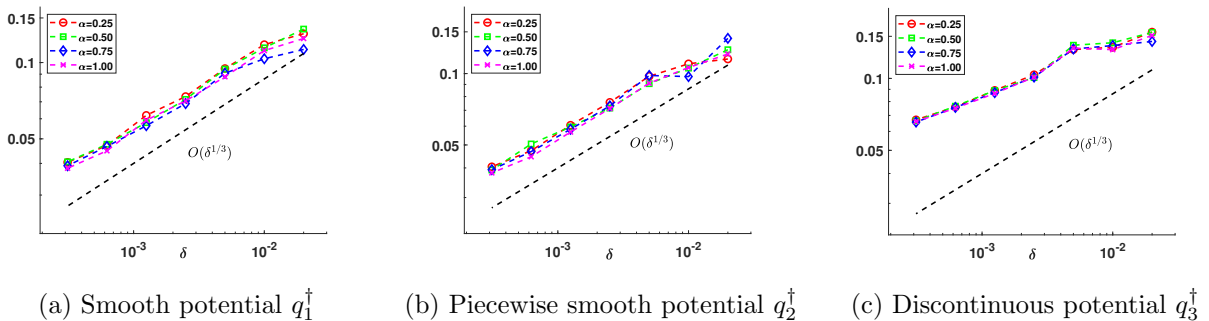 0.15
0.1
0.05
α=0.25
α=0.50
α=0.75
α=1.00
O(δ^{1/3})
10^{-3}
10^{-2}
δ
(a) Smooth potential q_1^†
0.15
0.1
0.05
α=0.25
α=0.50
α=0.75
α=1.00
O(δ^{1/3})
10^{-3}
10^{-2}
δ
(b) Piecewise smooth potential q_2^†
0.15
0.1
0.05
α=0.25
α=0.50
α=0.75
α=1.00
O(δ^{1/3})
10^{-3}
10^{-2}
δ
(c) Discontinuous potential q_3^†